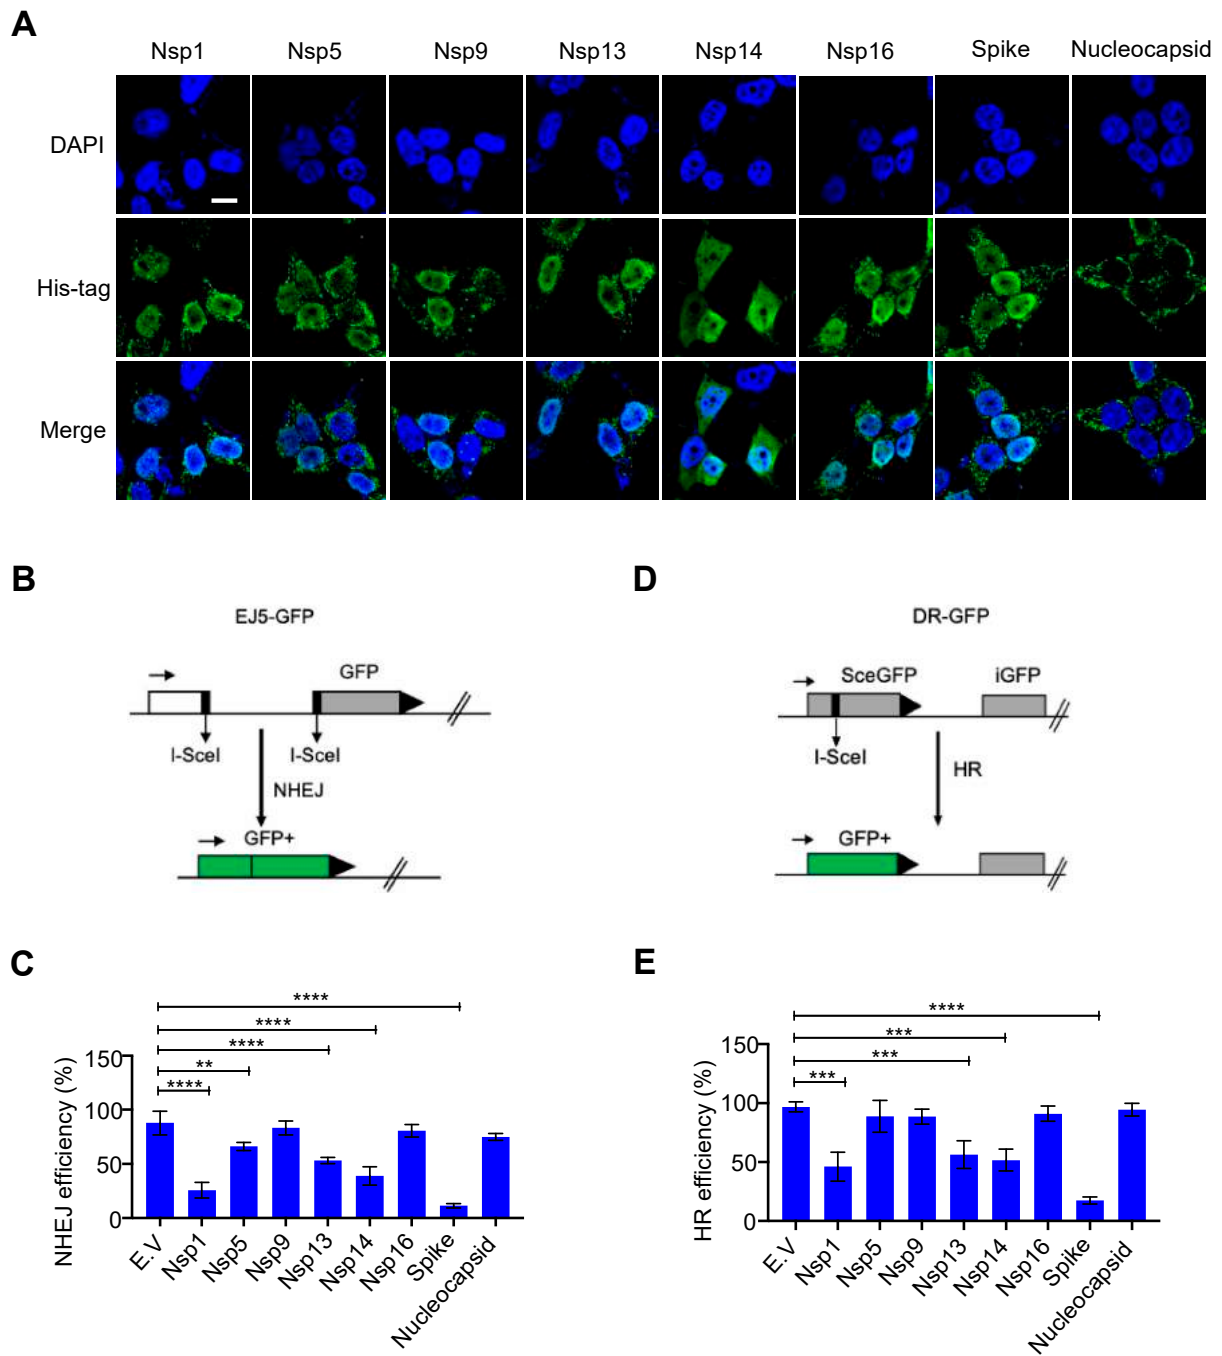 A
Nsp1 Nsp5 Nsp9 Nsp13 Nsp14 Nsp16 Spike Nucleocapsid
DAPI
His-tag
Merge
B
EJ5-GFP
GFP
I-SceI I-SceI
NHEJ
GFP+
D
DR-GFP
SceGFP iGFP
I-SceI
HR
GFP+
C
****
****
****
**
****
NHEJ efficiency (%)
150
100
50
0
E.V Nsp1 Nsp5 Nsp9 Nsp13 Nsp14 Nsp16 Spike Nucleocapsid
E
****
***
***
***
HR efficiency (%)
150
100
50
0
E.V Nsp1 Nsp5 Nsp9 Nsp13 Nsp14 Nsp16 Spike Nucleocapsid